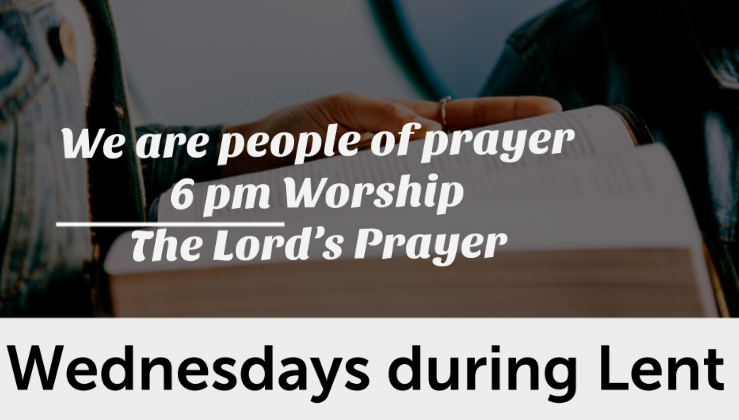 We are people of prayer
6 pm Worship
The Lord’s Prayer
Wednesdays during Lent